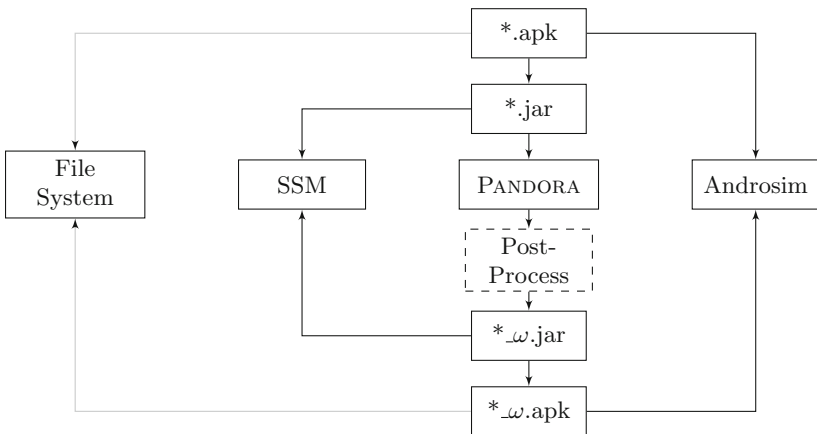 *.apk
*.jar
File
System
SSM
PANDORA
Androsim
Post-
Process
*_ω.jar
*_ω.apk